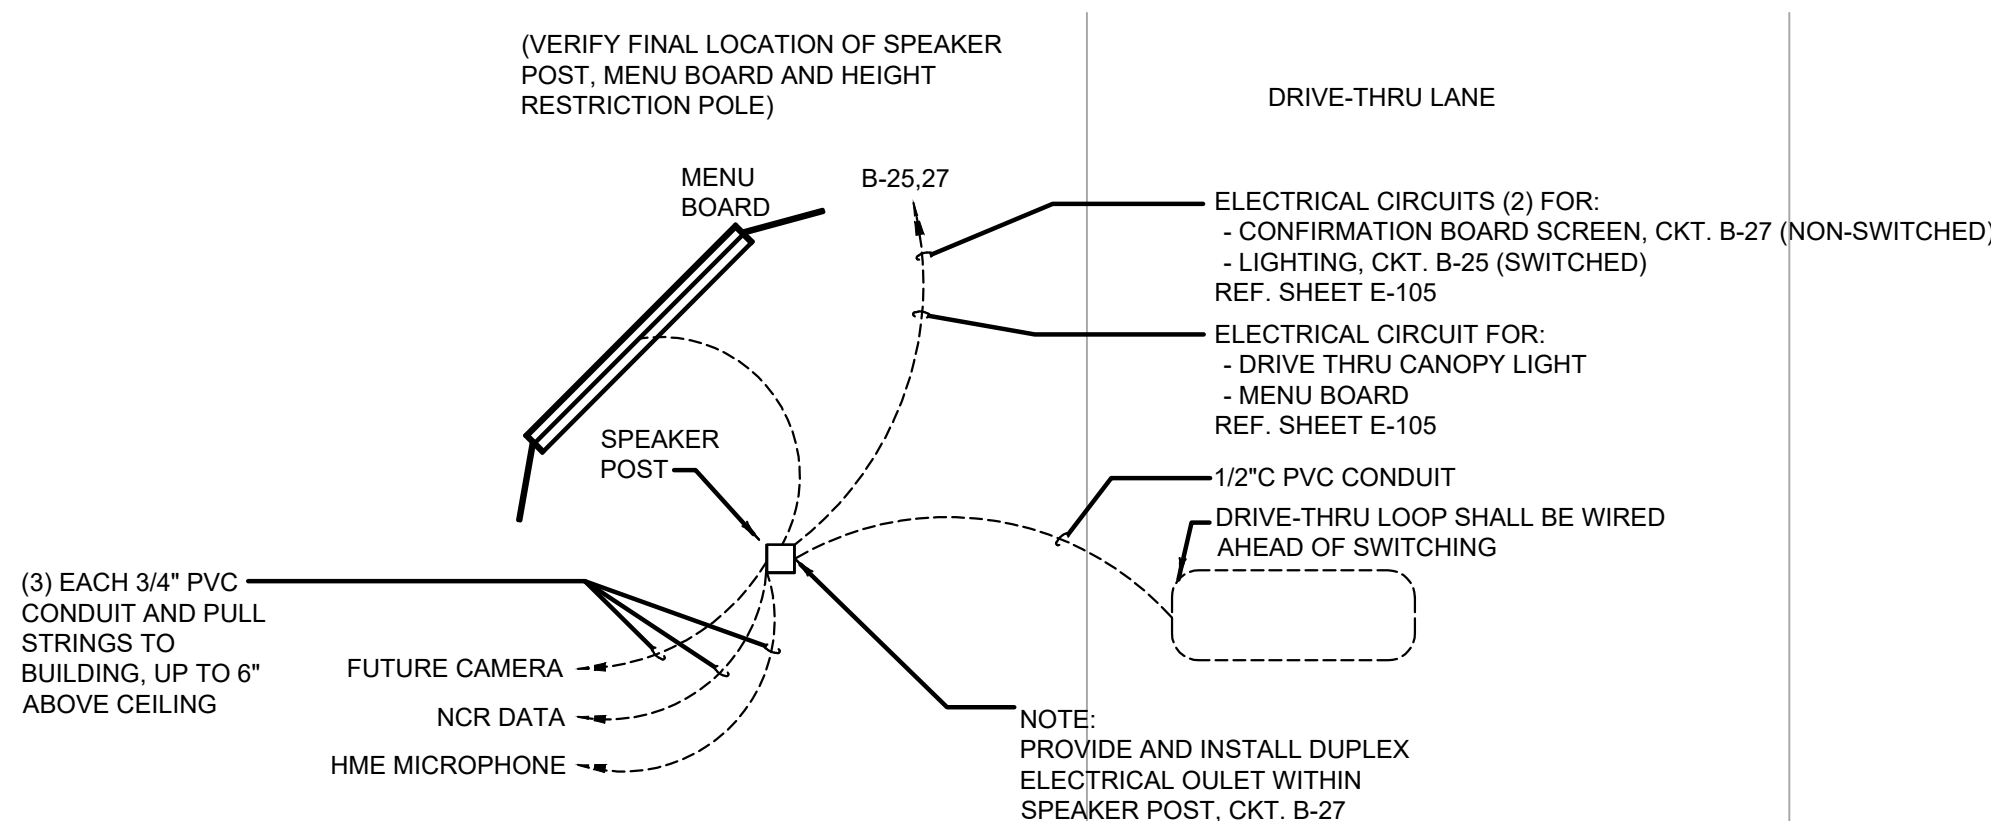 (VERIFY FINAL LOCATION OF SPEAKER
POST, MENU BOARD AND HEIGHT
RESTRICTION POLE)
DRIVE-THRU LANE
MENU
BOARD
B-25,27
ELECTRICAL CIRCUITS (2) FOR:
- CONFIRMATION BOARD SCREEN, CKT. B-27 (NON-SWITCHED)
- LIGHTING, CKT. B-25 (SWITCHED)
REF. SHEET E-105
ELECTRICAL CIRCUIT FOR:
- DRIVE THRU CANOPY LIGHT
- MENU BOARD
REF. SHEET E-105
SPEAKER
POST
1/2"C PVC CONDUIT
DRIVE-THRU LOOP SHALL BE WIRED
AHEAD OF SWITCHING
(3) EACH 3/4" PVC
CONDUIT AND PULL
STRINGS TO
BUILDING, UP TO 6"
ABOVE CEILING
FUTURE CAMERA
NCR DATA
HME MICROPHONE
NOTE:
PROVIDE AND INSTALL DUPLEX
ELECTRICAL OULET WITHIN
SPEAKER POST, CKT. B-27